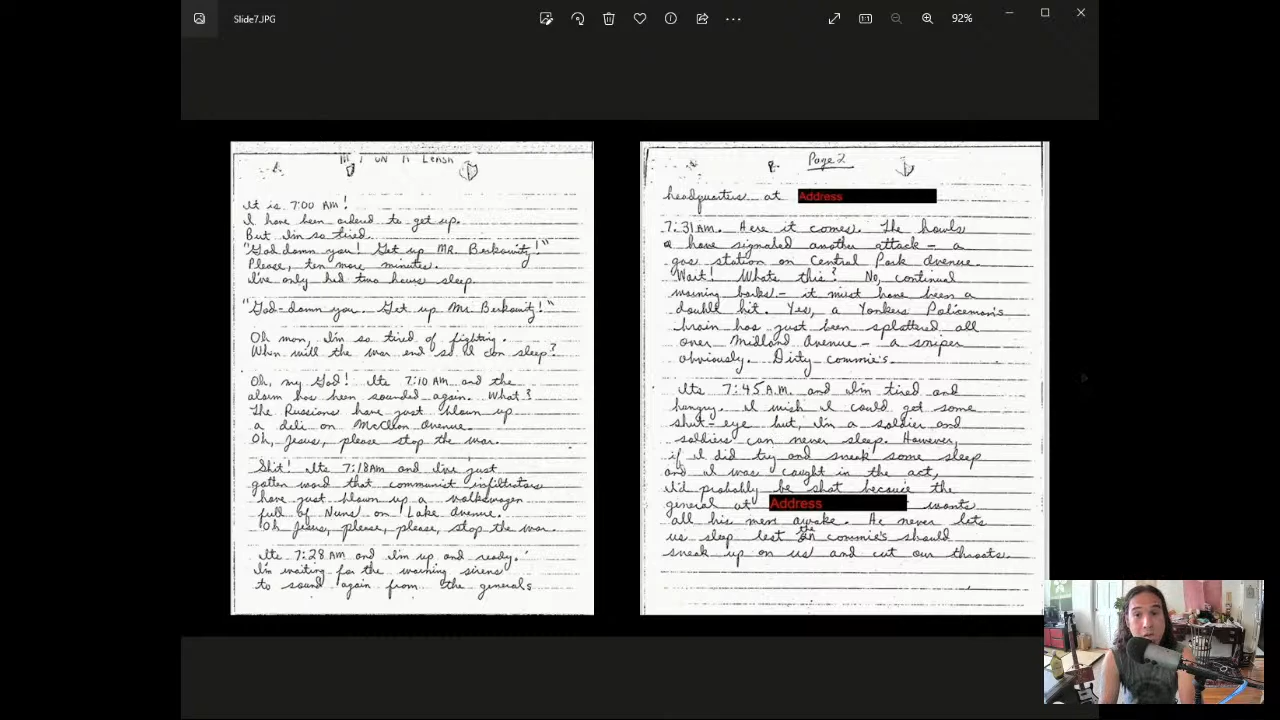 Slide7.JPG
92%
It is 7:00 AM!
I have been asked to get up.
But I'm so tired.
"God damn you! Get up MR. Berkowitz!"
Please, ten more minutes.
I've only had two hours sleep.
"God-damn you. Get up Mr. Berkowitz!"
Oh man, I'm so tired of fighting.
When will the war end so I can sleep?
Oh, my God! Its 7:10 AM and the
has been sounded again. What?
The Russians have just blown up
a deli on McClean Avenue.
Oh, Jesus, please stop the war.
Shit! Its 7:18 AM and I've just
gotten word that communist infiltrators
have just blown up a Volkswagen
full of Nuns on Lake Avenue.
Oh Jesus, please, please, stop the war.
Its 7:28 AM and I'm up and ready.
I'm waiting for the warning sirens
to sound again from the generals
Page 2
headquarters at Address
7:31 AM. Here it comes. The howls
have signaled another attack - a
gas station on Central Park Avenue.
Wait! Whats this? No, continual
warning barks - it must have been a
double hit. Yes, a Yonkers Policeman's
brain has just been splattered all
over Midland Avenue - a sniper
obviously. Dirty commie's.
Its 7:45 A.M. and I'm tired and
hungry. I wish I could get some
shut-eye but, I'm a soldier and
soldiers can never sleep. However,
if I did try and sneak some sleep
and I was caught in the act,
I'd probably be shot because the
general at Address wants
all his men awake. He never lets
us sleep lest the commie's should
sneak up on us and cut our throats.